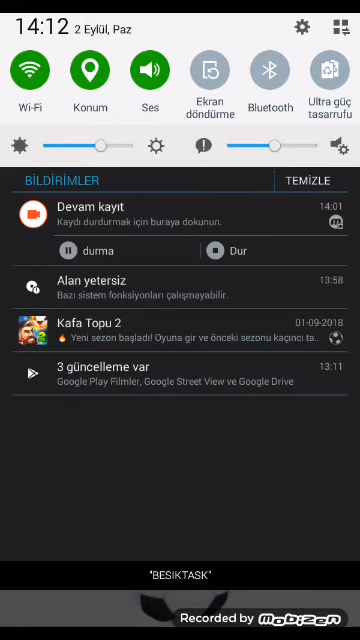 14:12 2 Eylül, Paz
Wi-Fi
Konum
Ses
Ekran
döndürme
Bluetooth
Ultra güç
tasarrufu
BİLDİRİMLER
TEMİZLE
Devam kayıt
14:01
Kaydı durdurmak için buraya dokunun.
durma
Dur
Alan yetersiz
13:58
Bazı sistem fonksiyonları çalışmayabilir.
Kafa Topu 2
01-09-2018
🔥 Yeni sezon başladı! Oyuna gir ve önceki sezonu kaçıncı ta..
3 güncelleme var
13:11
Google Play Filmler, Google Street View ve Google Drive
"BESIKTASK"
Recorded by Mobizen